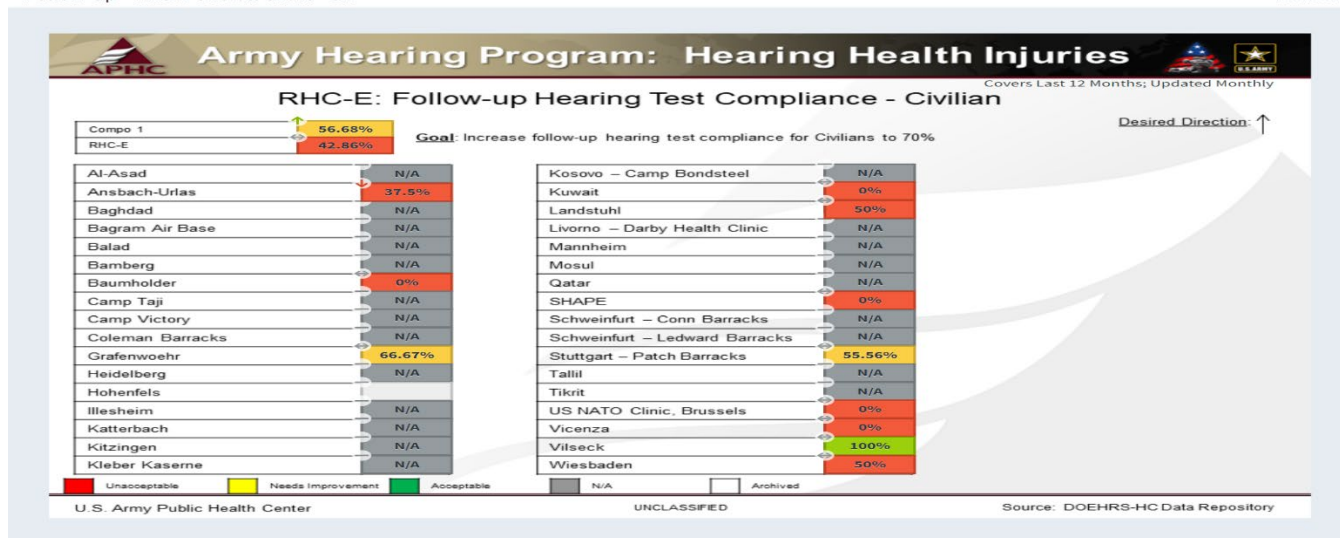 APHC
Army Hearing Program: Hearing Health Injuries
U.S. ARMY
Covers Last 12 Months; Updated Monthly
RHC-E: Follow-up Hearing Test Compliance - Civilian
Compo 1 56.68%
RHC-E 42.86%
Goal: Increase follow-up hearing test compliance for Civilians to 70%
Desired Direction: ↑
Al-Asad N/A
Ansbach-Urlas 37.5%
Baghdad N/A
Bagram Air Base N/A
Balad N/A
Bamberg N/A
Baumholder 0%
Camp Taji N/A
Camp Victory N/A
Coleman Barracks N/A
Grafenwoehr 66.67%
Heidelberg N/A
Hohenfels
Illesheim N/A
Katterbach N/A
Kitzingen N/A
Kleber Kaserne N/A
Kosovo – Camp Bondsteel N/A
Kuwait 0%
Landstuhl 50%
Livorno – Darby Health Clinic N/A
Mannheim N/A
Mosul N/A
Qatar N/A
SHAPE 0%
Schweinfurt – Conn Barracks N/A
Schweinfurt – Ledward Barracks N/A
Stuttgart – Patch Barracks 55.56%
Tallil N/A
Tikrit N/A
US NATO Clinic, Brussels 0%
Vicenza 0%
Vilseck 100%
Wiesbaden 50%
Unacceptable Needs Improvement Acceptable N/A Archived
U.S. Army Public Health Center UNCLASSIFIED Source: DOEHRS-HC Data Repository